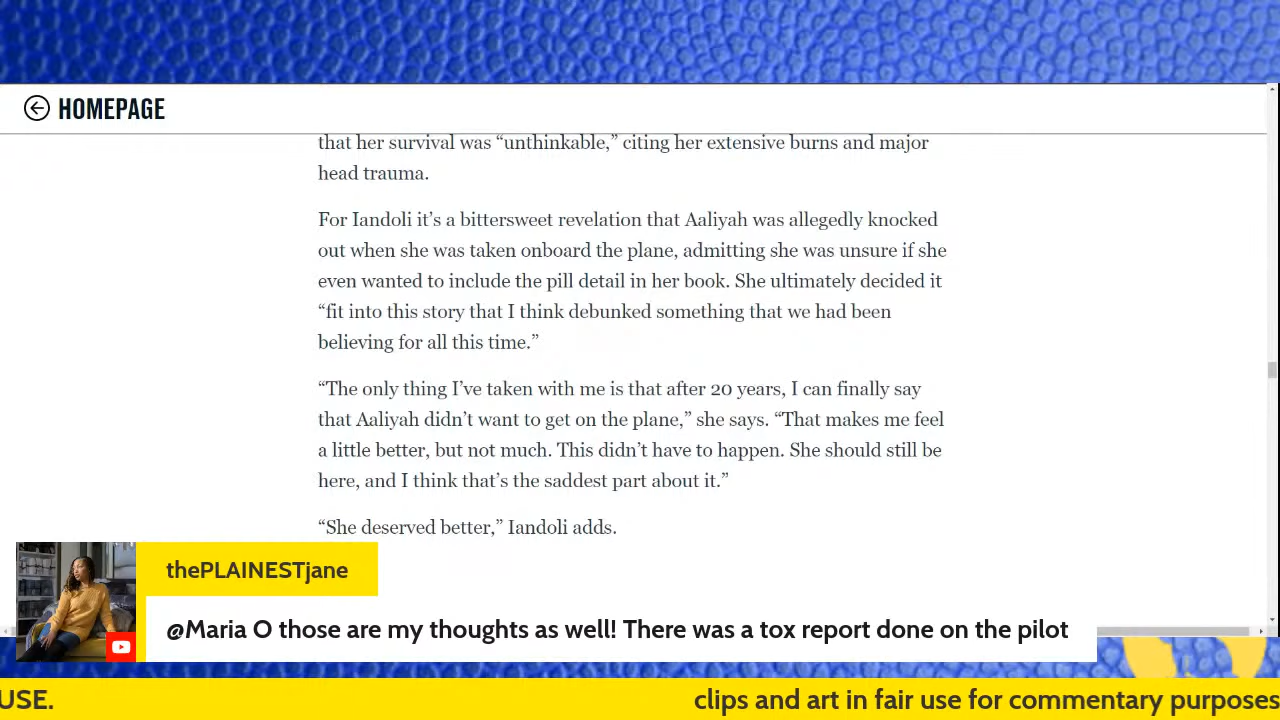 HOMEPAGE
that her survival was “unthinkable,” citing her extensive burns and major
head trauma.
For Iandoli it’s a bittersweet revelation that Aaliyah was allegedly knocked
out when she was taken onboard the plane, admitting she was unsure if she
even wanted to include the pill detail in her book. She ultimately decided it
“fit into this story that I think debunked something that we had been
believing for all this time.”
“The only thing I’ve taken with me is that after 20 years, I can finally say
that Aaliyah didn’t want to get on the plane,” she says. “That makes me feel
a little better, but not much. This didn’t have to happen. She should still be
here, and I think that’s the saddest part about it.”
“She deserved better,” Iandoli adds.
thePLAINESTjane
@Maria O those are my thoughts as well! There was a tox report done on the pilot
USE. clips and art in fair use for commentary purposes